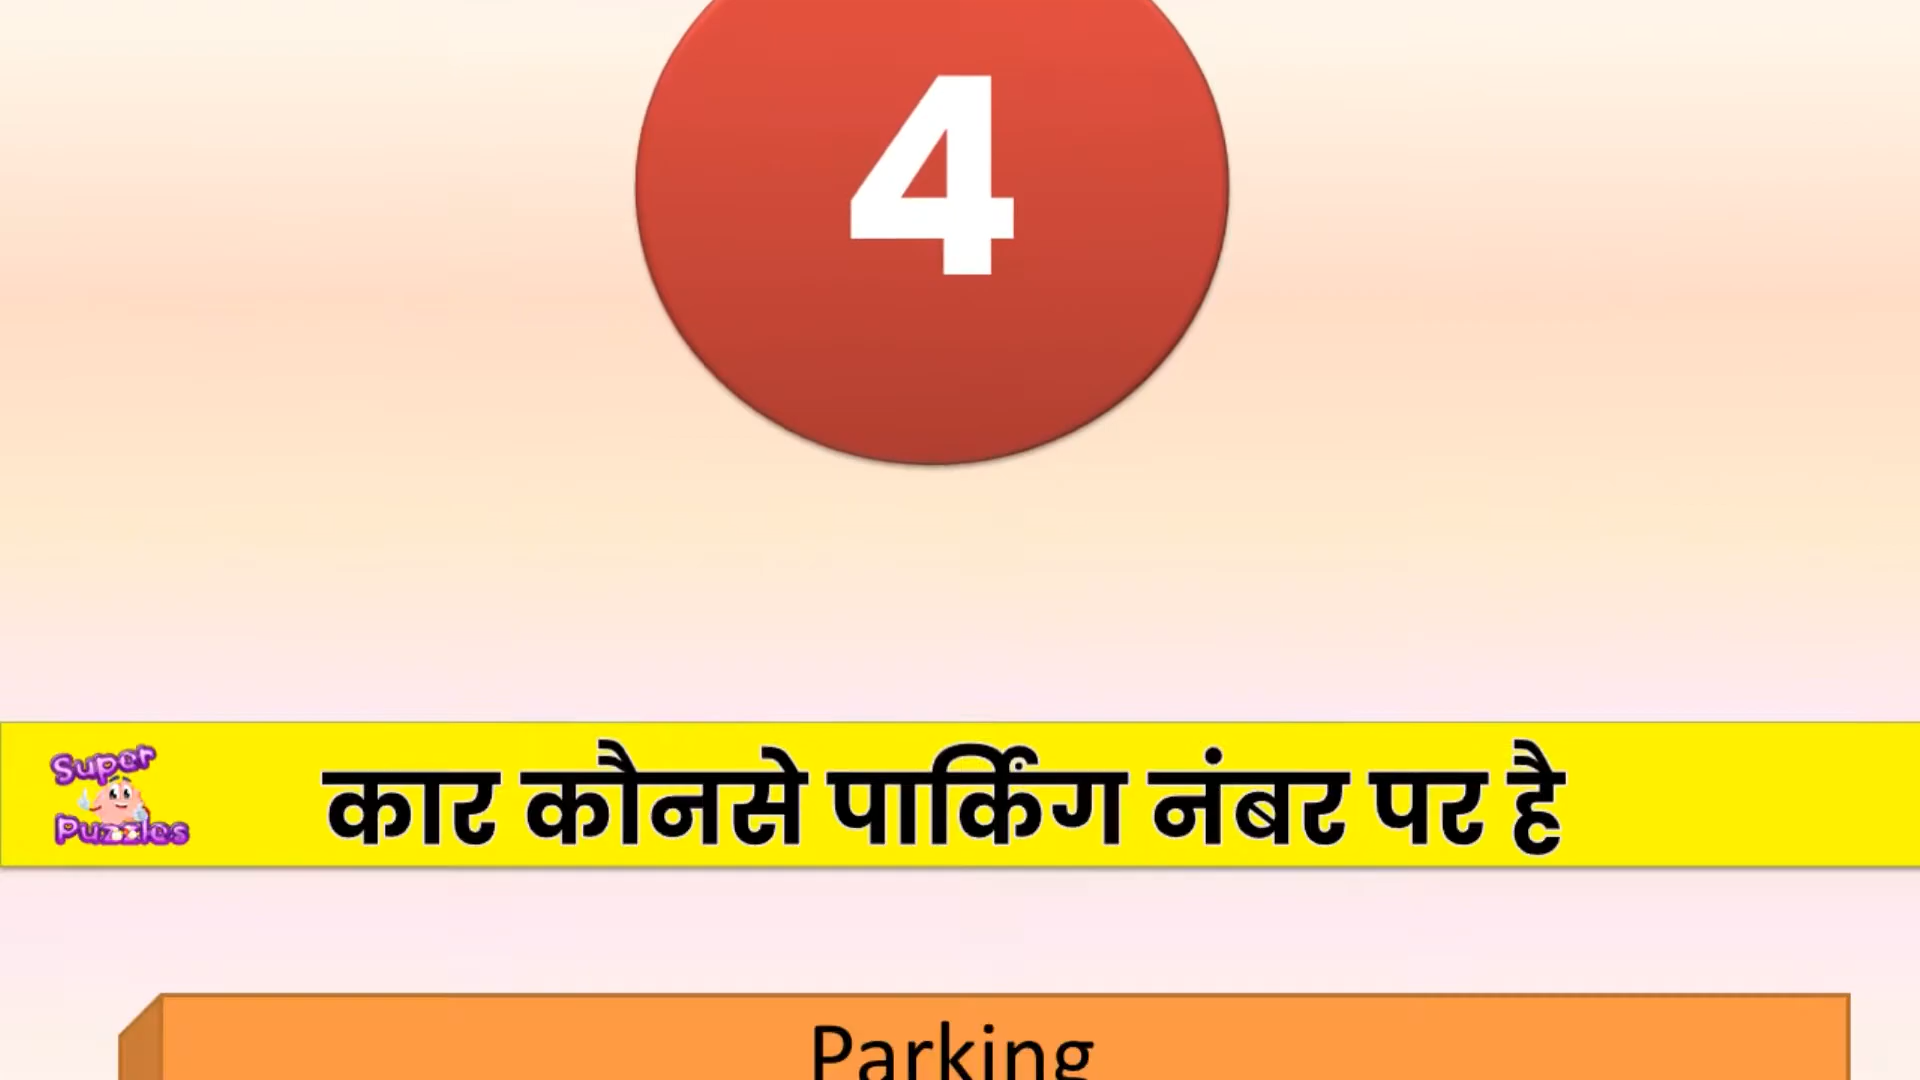 4
Super
Puzzles
कार कौनसे पार्किंग नंबर पर है
Parking